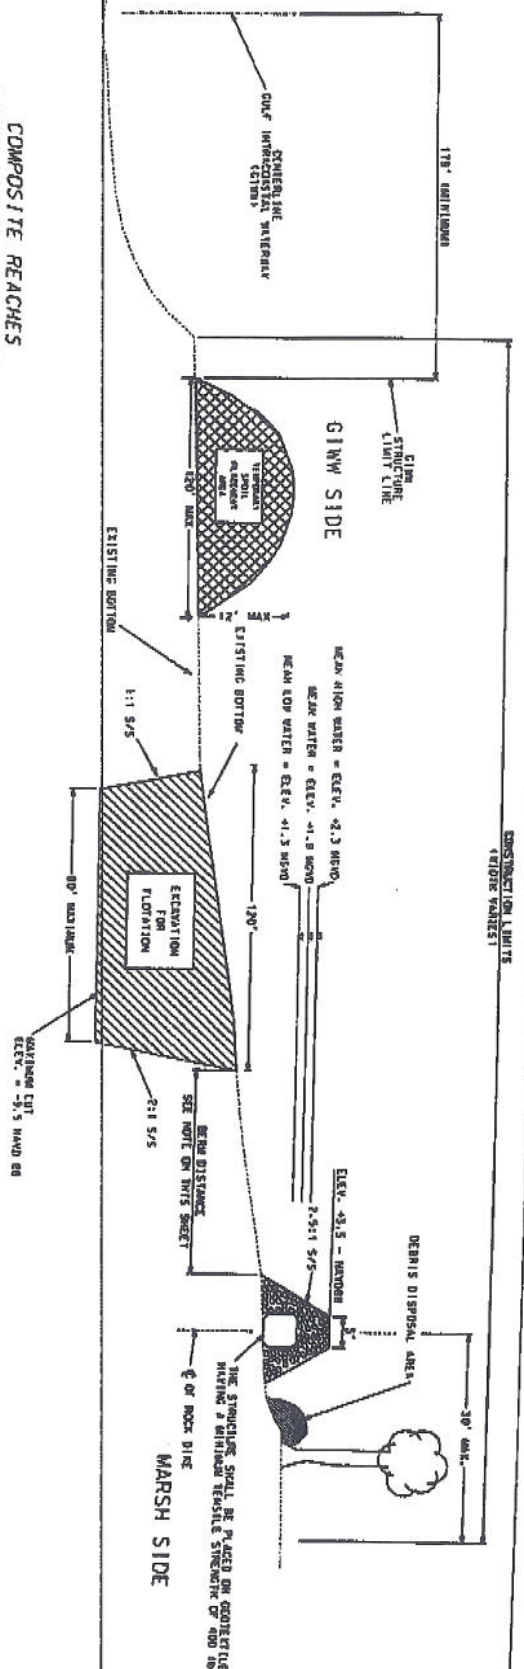 175' (MINIMUM)
CENTERLINE
GULF INTRACOASTAL WATERWAY
(GIWW)
GIWW
STRUCTURE
LIMIT LINE
CONSTRUCTION LIMITS
GIWW SIDE
TEMPORARY
SPOIL
PLACEMENT
AREA
120' MAX
12' MAX
EXISTING BOTTOM
EXISTING BOTTOM
MEAN HIGH WATER = ELEV. +2.3 NGVD
MEAN WATER = ELEV. +1.8 NGVD
MEAN LOW WATER = ELEV. +1.3 NGVD
120'
1:1 S/S
EXCAVATION
FOR
FLOTATION
80' MAXIMUM
2:1 S/S
MAXIMUM CUT
ELEV. = -9.5 NAVD 88
BERM DISTANCE
SEE NOTE ON THIS SHEET
2.5:1 S/S
ELEV. +3.5 - NAVD88
5'
DEBRIS DISPOSAL AREA
30' MAX.
THE STRUCTURE SHALL BE PLACED ON GEOTEXTILE
HAVING A MINIMUM TENSILE STRENGTH OF 400
OF ROCK DIKE
MARSH SIDE
COMPOSITE REACHES